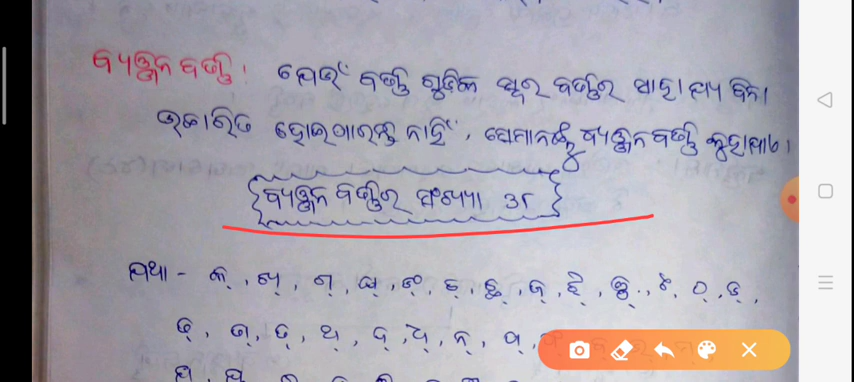 ବ୍ୟଞ୍ଜନ ବର୍ଣ୍ଣ: ଯେଉଁ ବର୍ଣ୍ଣ ଗୁଡ଼ିକ ସ୍ୱର ବର୍ଣ୍ଣର ସାହାଯ୍ୟ ବିନା
ଉଚ୍ଚାରିତ ହୋଇପାରନ୍ତି ନାହିଁ, ସେମାନଙ୍କୁ ବ୍ୟଞ୍ଜନ ବର୍ଣ୍ଣ କୁହାଯାଏ।
{ବ୍ୟଞ୍ଜନ ବର୍ଣ୍ଣର ସଂଖ୍ୟା ୩୮}
ଯଥା - କ୍, ଖ୍, ଗ୍, ଘ୍, ଙ୍, ଚ୍, ଛ୍, ଜ୍, ଝ୍, ଞ୍, ଟ୍, ଠ୍, ଡ୍,
ଢ୍, ଣ୍, ତ୍, ଥ୍, ଦ୍, ଧ୍, ନ୍, ପ୍,